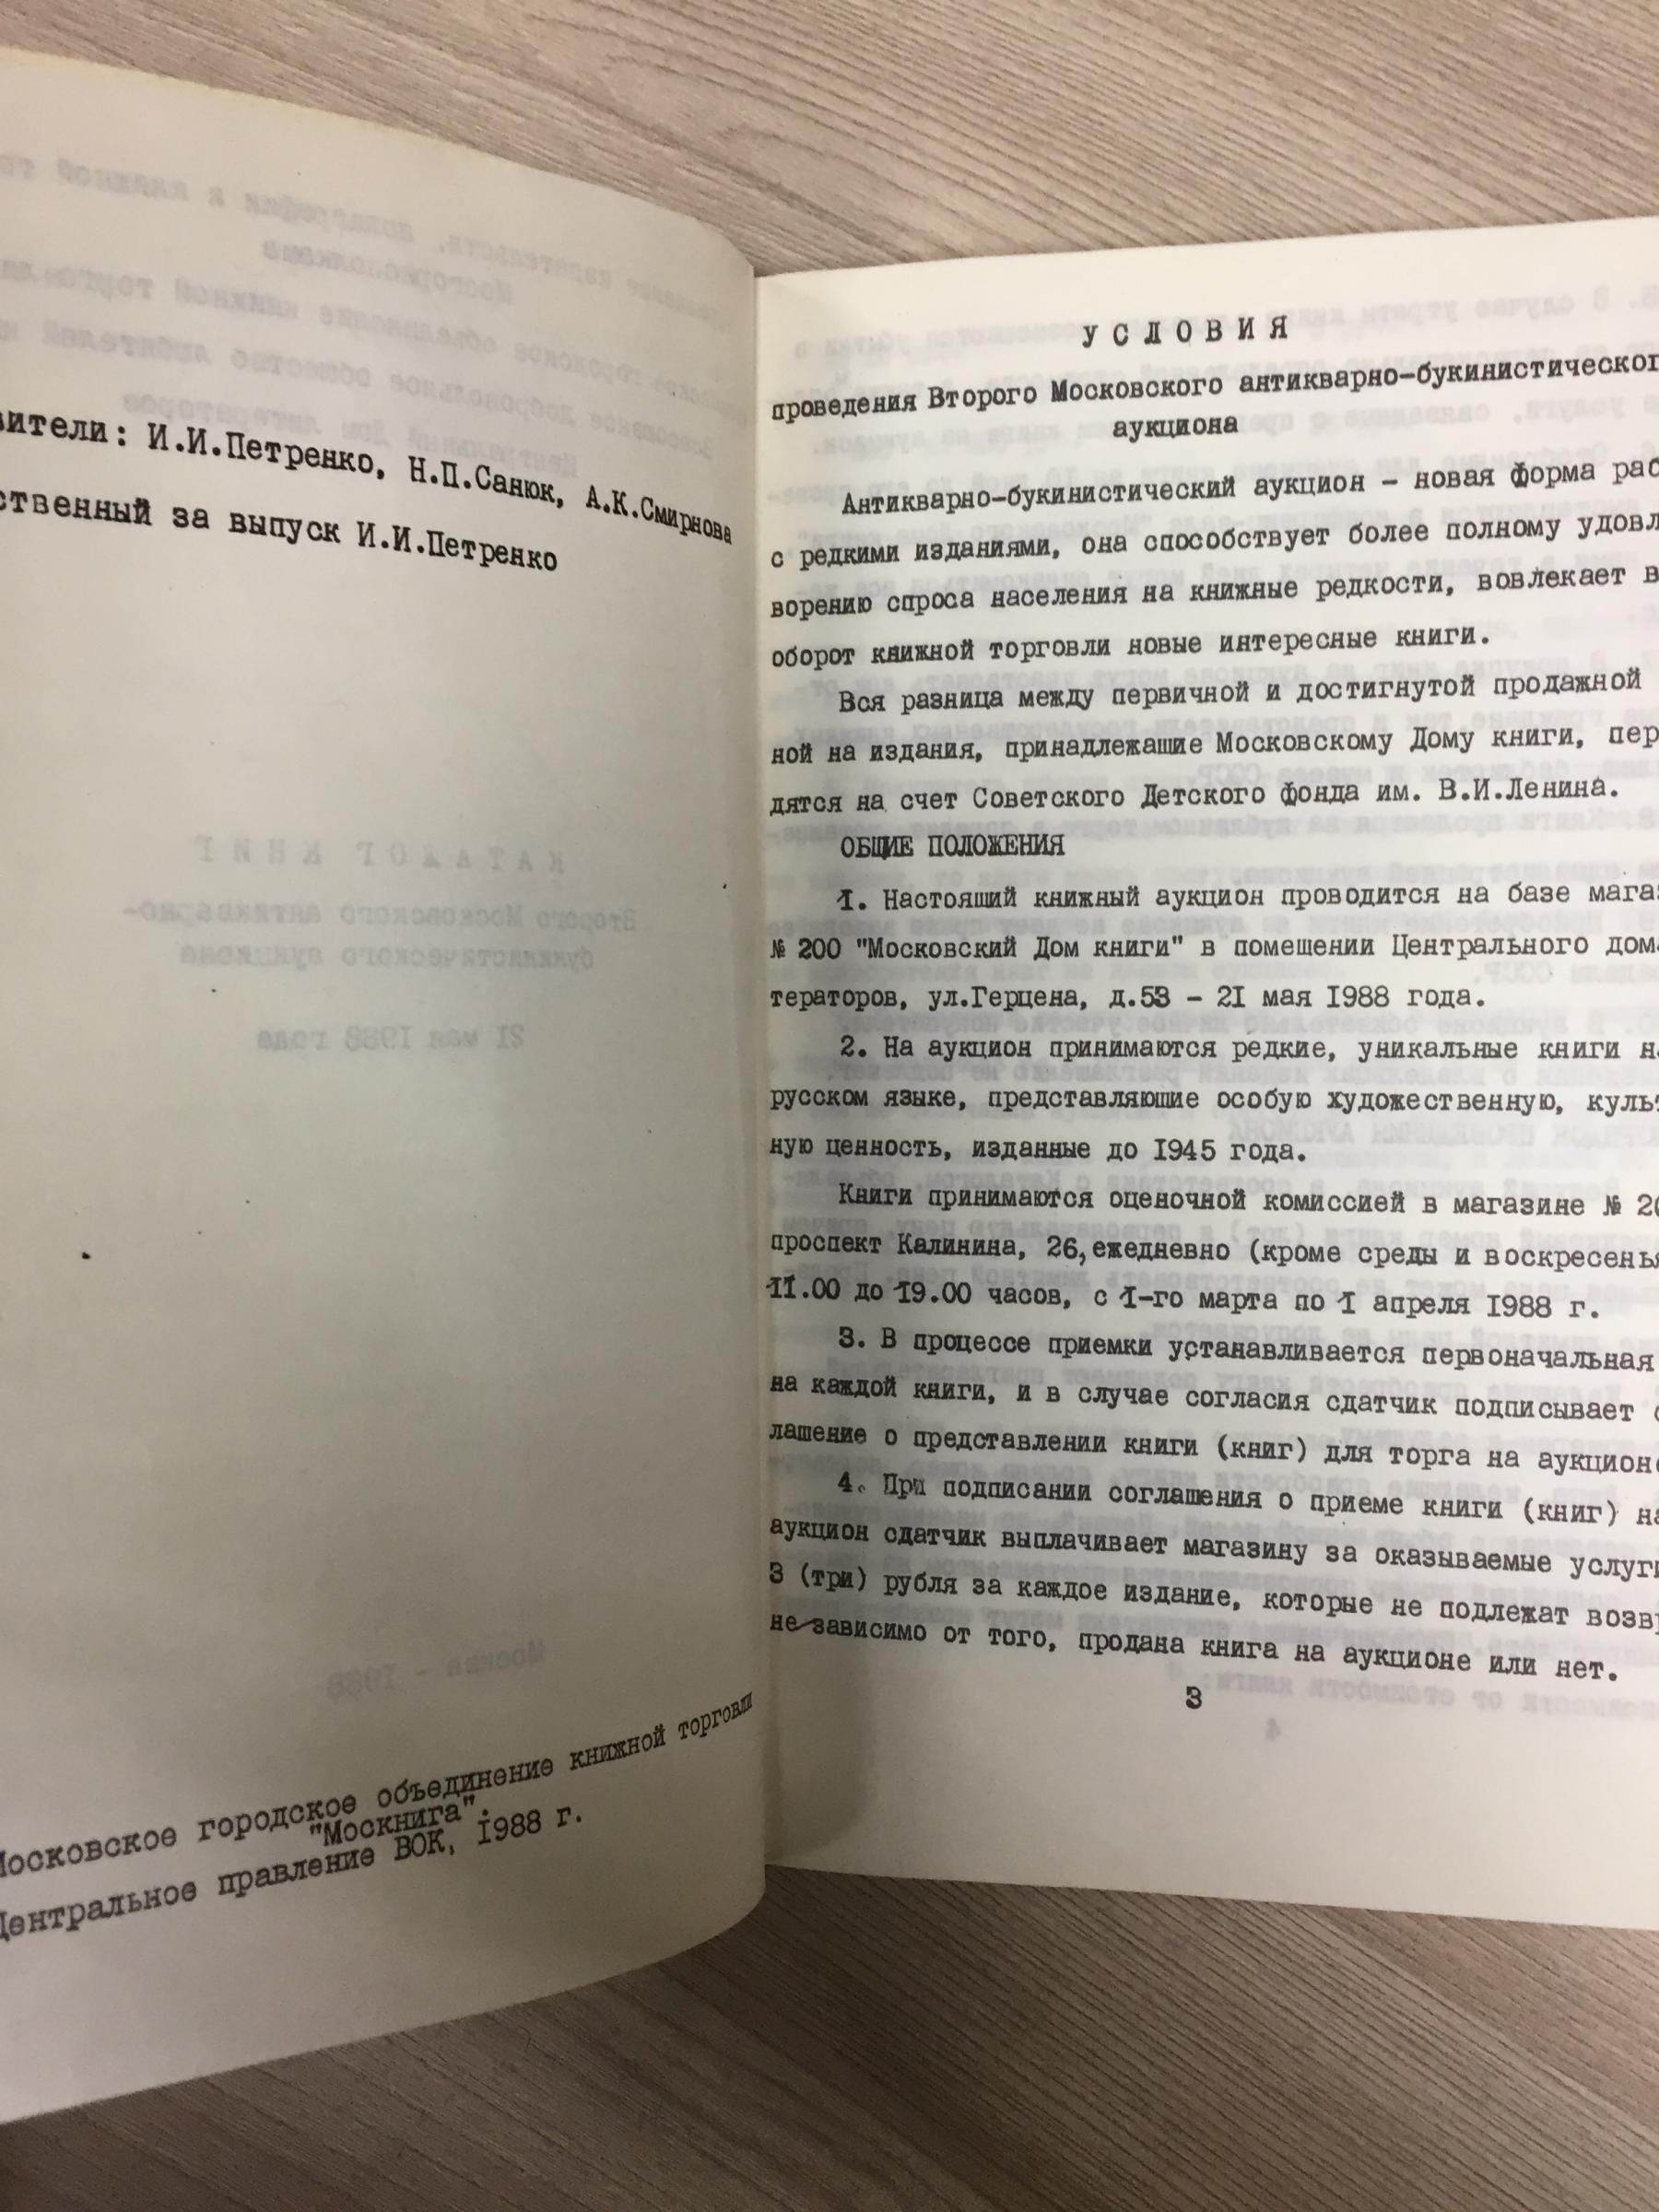 вители: И.И.Петренко, Н.П.Санюк, А.К.Смирнова
ственный за выпуск И.И.Петренко
Московское городское объединение книжной торговли
"Москнига".
Центральное правление ВОК, 1988 г.
УСЛОВИЯ
проведения Второго Московского антикварно-букинистическог
аукциона
Антикварно-букинистический аукцион - новая форма раб
с редкими изданиями, она способствует более полному удовл
ворению спроса населения на книжные редкости, вовлекает в
оборот книжной торговли новые интересные книги.
Вся разница между первичной и достигнутой продажной
ной на издания, принадлежащие Московскому Дому книги, пер
дятся на счет Советского Детского фонда им. В.И.Ленина.
ОБЩИЕ ПОЛОЖЕНИЯ
1. Настоящий книжный аукцион проводится на базе мага
№ 200 "Московский Дом книги" в помещении Центрального дом
тераторов, ул.Герцена, д.53 - 21 мая 1988 года.
2. На аукцион принимаются редкие, уникальные книги н
русском языке, представляющие особую художественную, культ
ную ценность, изданные до 1945 года.
Книги принимаются оценочной комиссией в магазине № 20
проспект Калинина, 26, ежедневно (кроме среды и воскресенья
11.00 до 19.00 часов, с 1-го марта по 1 апреля 1988 г.
3. В процессе приемки устанавливается первоначальная
на каждой книги, и в случае согласия сдатчик подписывает с
лашение о представлении книги (книг) для торга на аукцион
4. При подписании соглашения о приеме книги (книг) на
аукцион сдатчик выплачивает магазину за оказываемые услуги
3 (три) рубля за каждое издание, которые не подлежат возв
не зависимо от того, продана книга на аукционе или нет.
3